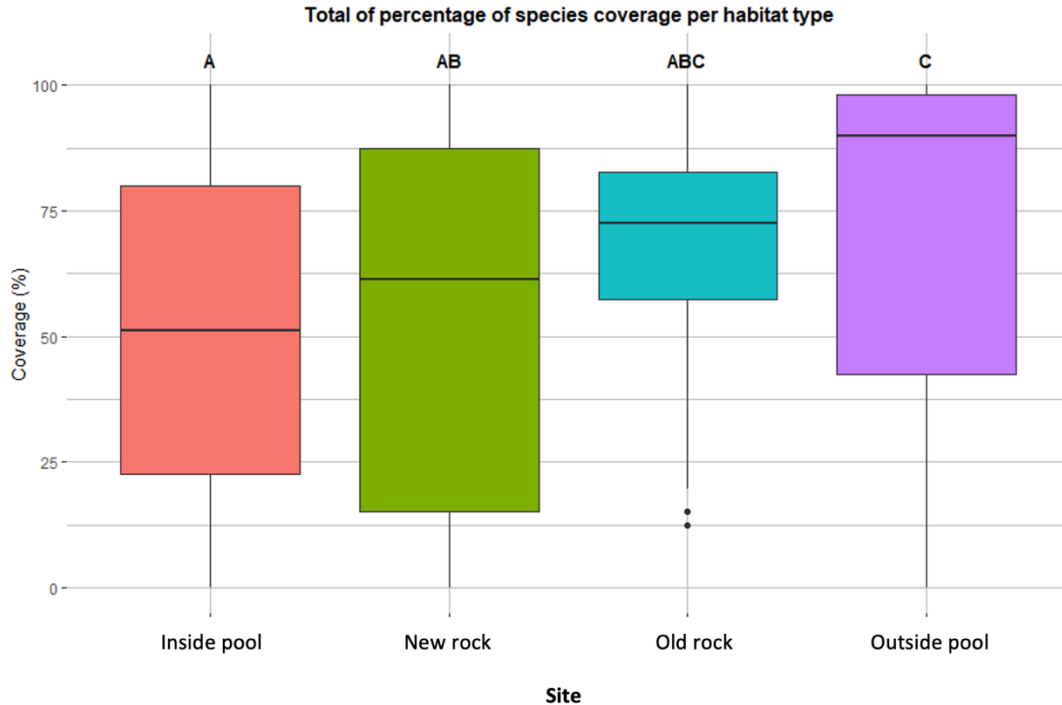 Total of percentage of species coverage per habitat type
A AB ABC C
100
75
50
25
0
Coverage (%)
Inside pool New rock Old rock Outside pool
Site